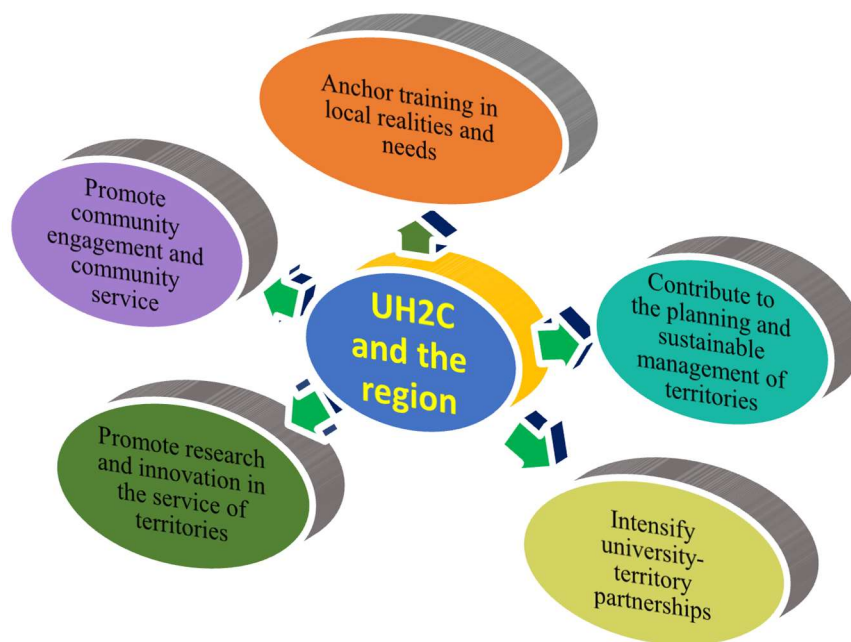 Anchor training in
local realities and
needs
Promote
community
engagement and
community
service
UH2C
and the
region
Contribute to
the planning and
sustainable
management of
territories
Promote research
and innovation in
the service of
territories
Intensify
university-
territory
partnerships